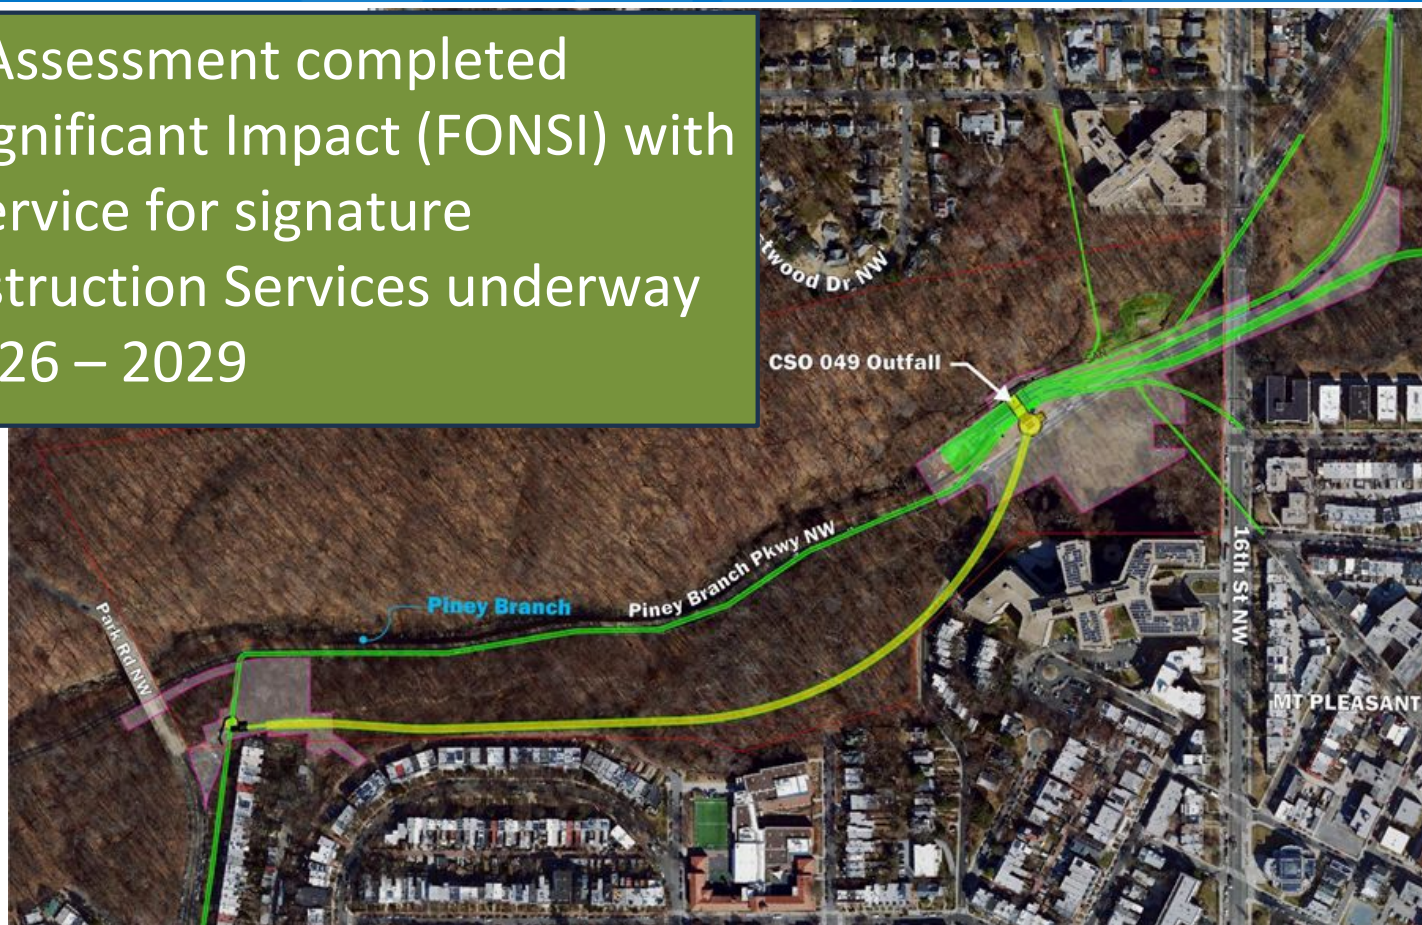 Assessment completed
gnificant Impact (FONSI) with
ervice for signature
struction Services underway
26 – 2029
twood Dr NW
CSO 049 Outfall
Piney Branch Pkwy NW
Piney Branch
Park Rd NW
16th St NW
MT PLEASANT